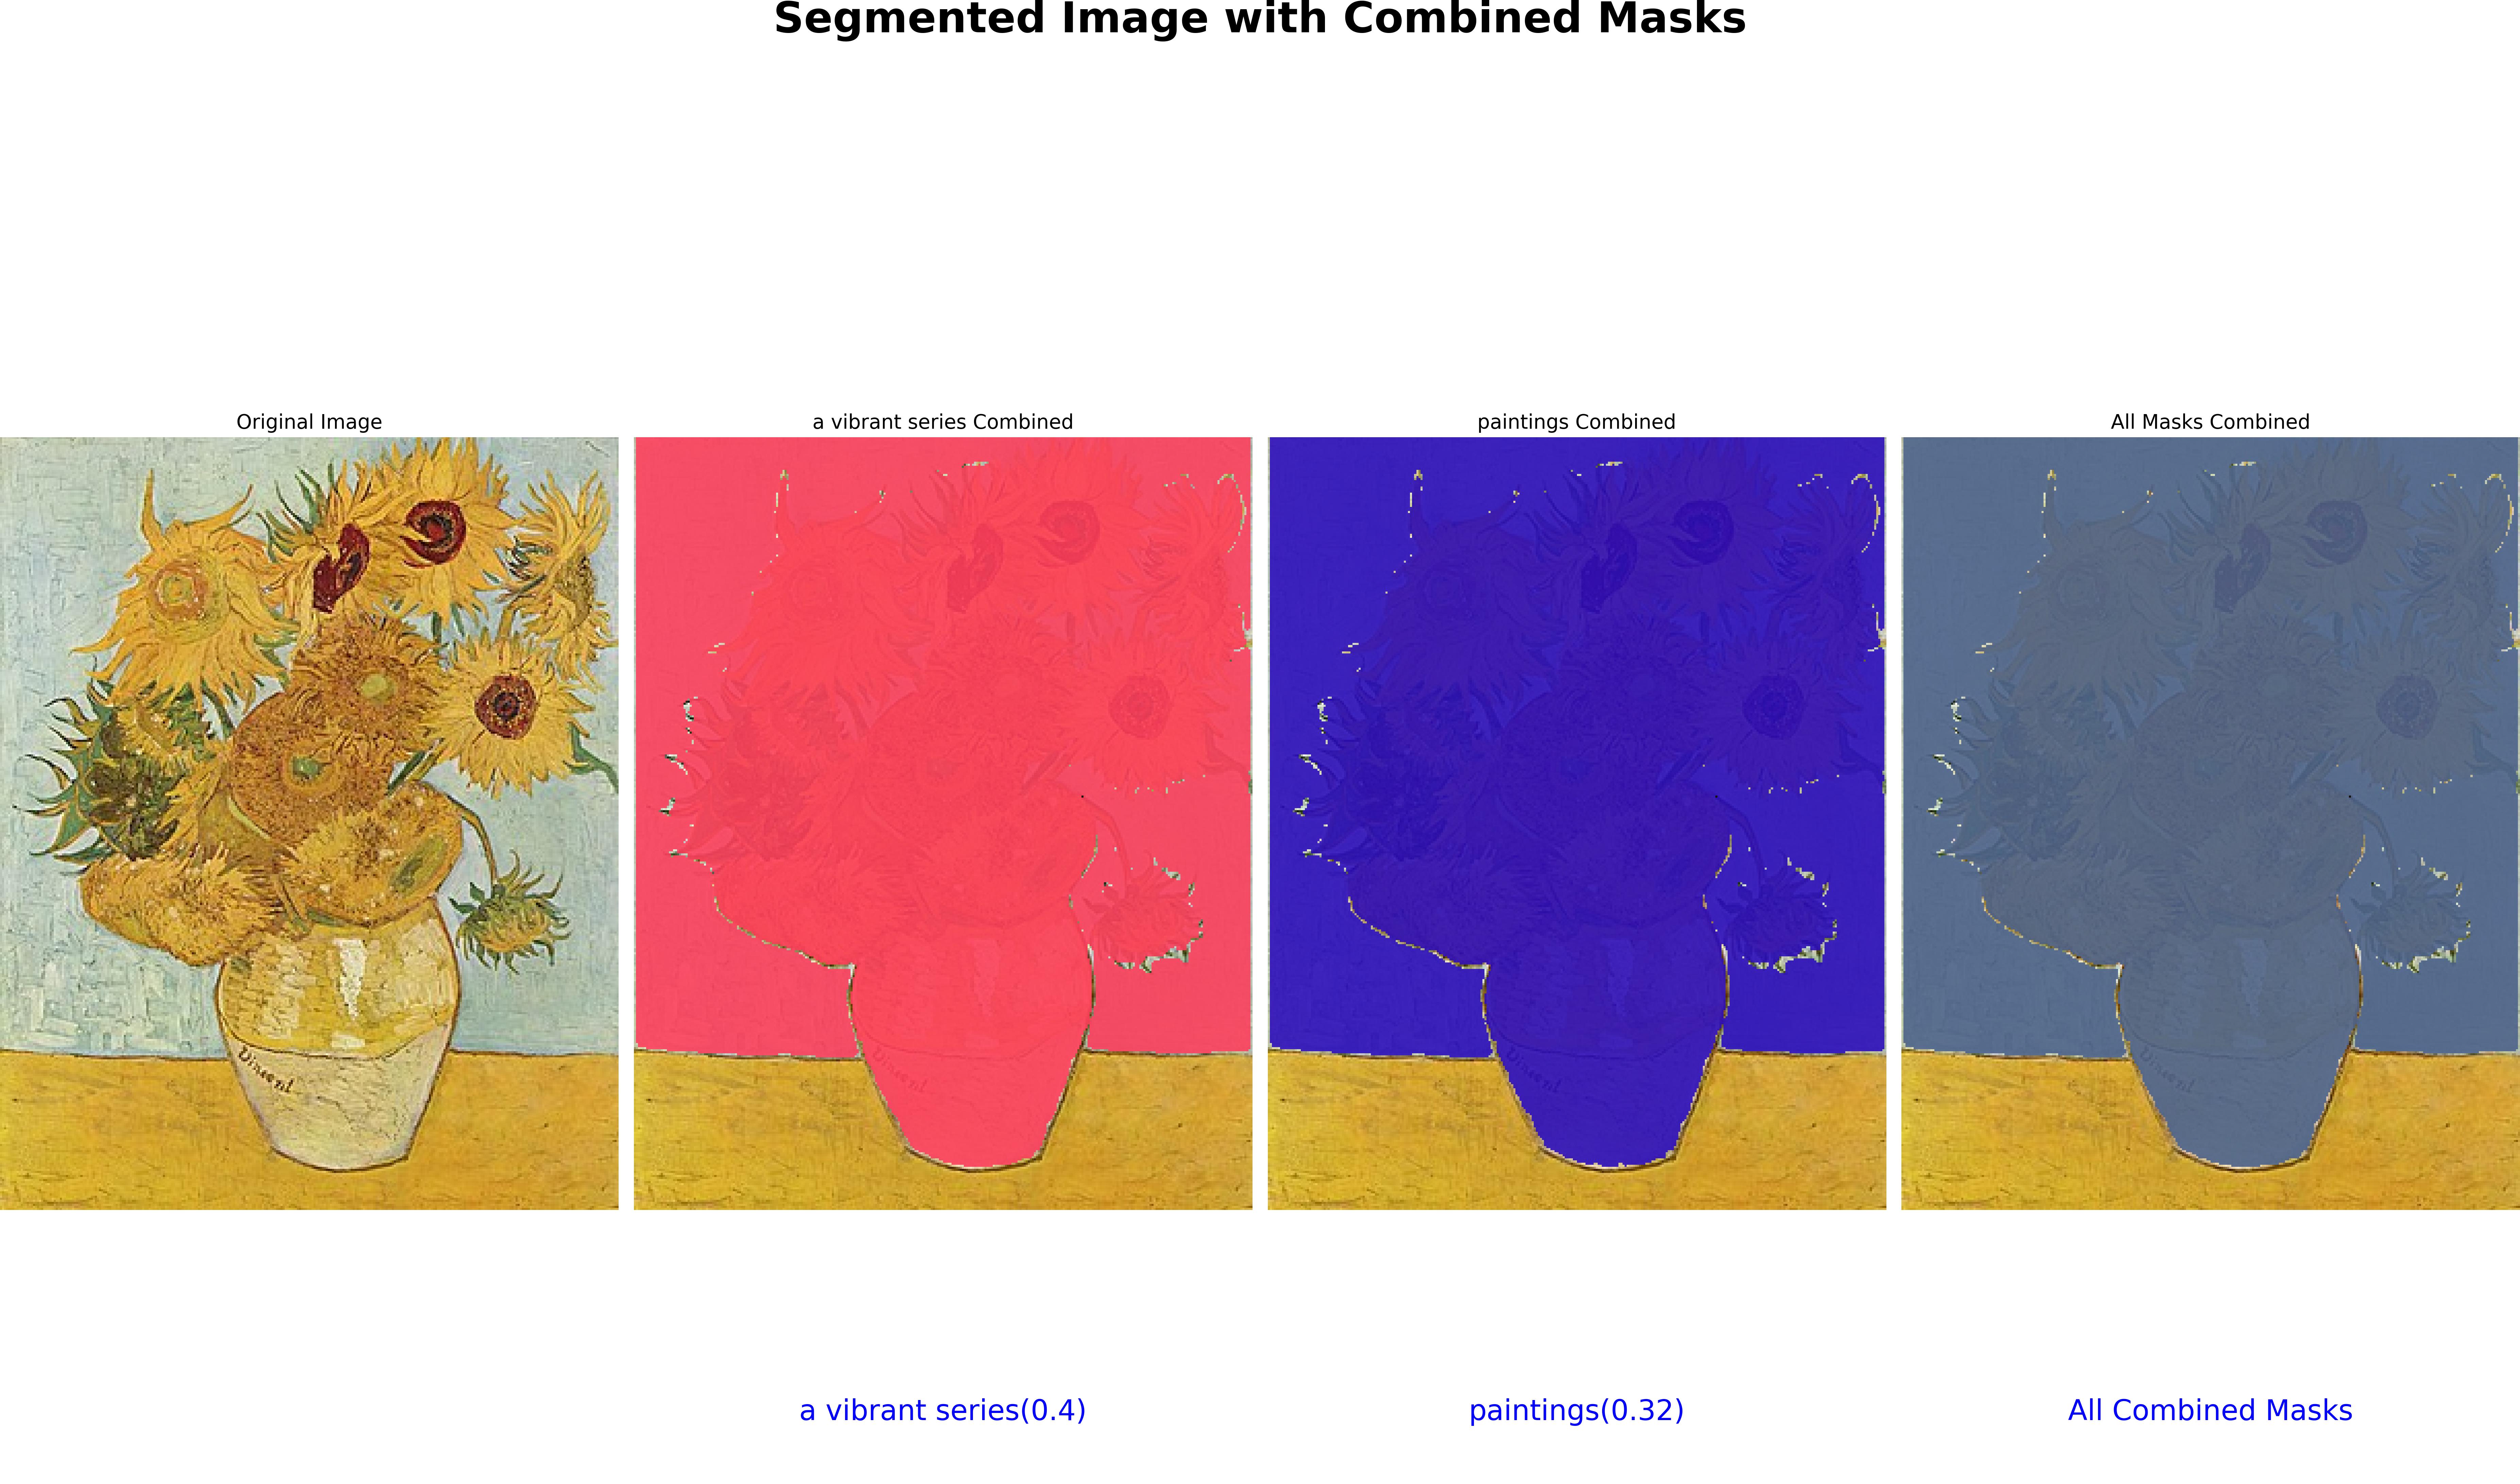 Segmented Image with Combined Masks
Original Image
a vibrant series Combined
paintings Combined
All Masks Combined
Vincent
a vibrant series(0.4)
paintings(0.32)
All Combined Masks